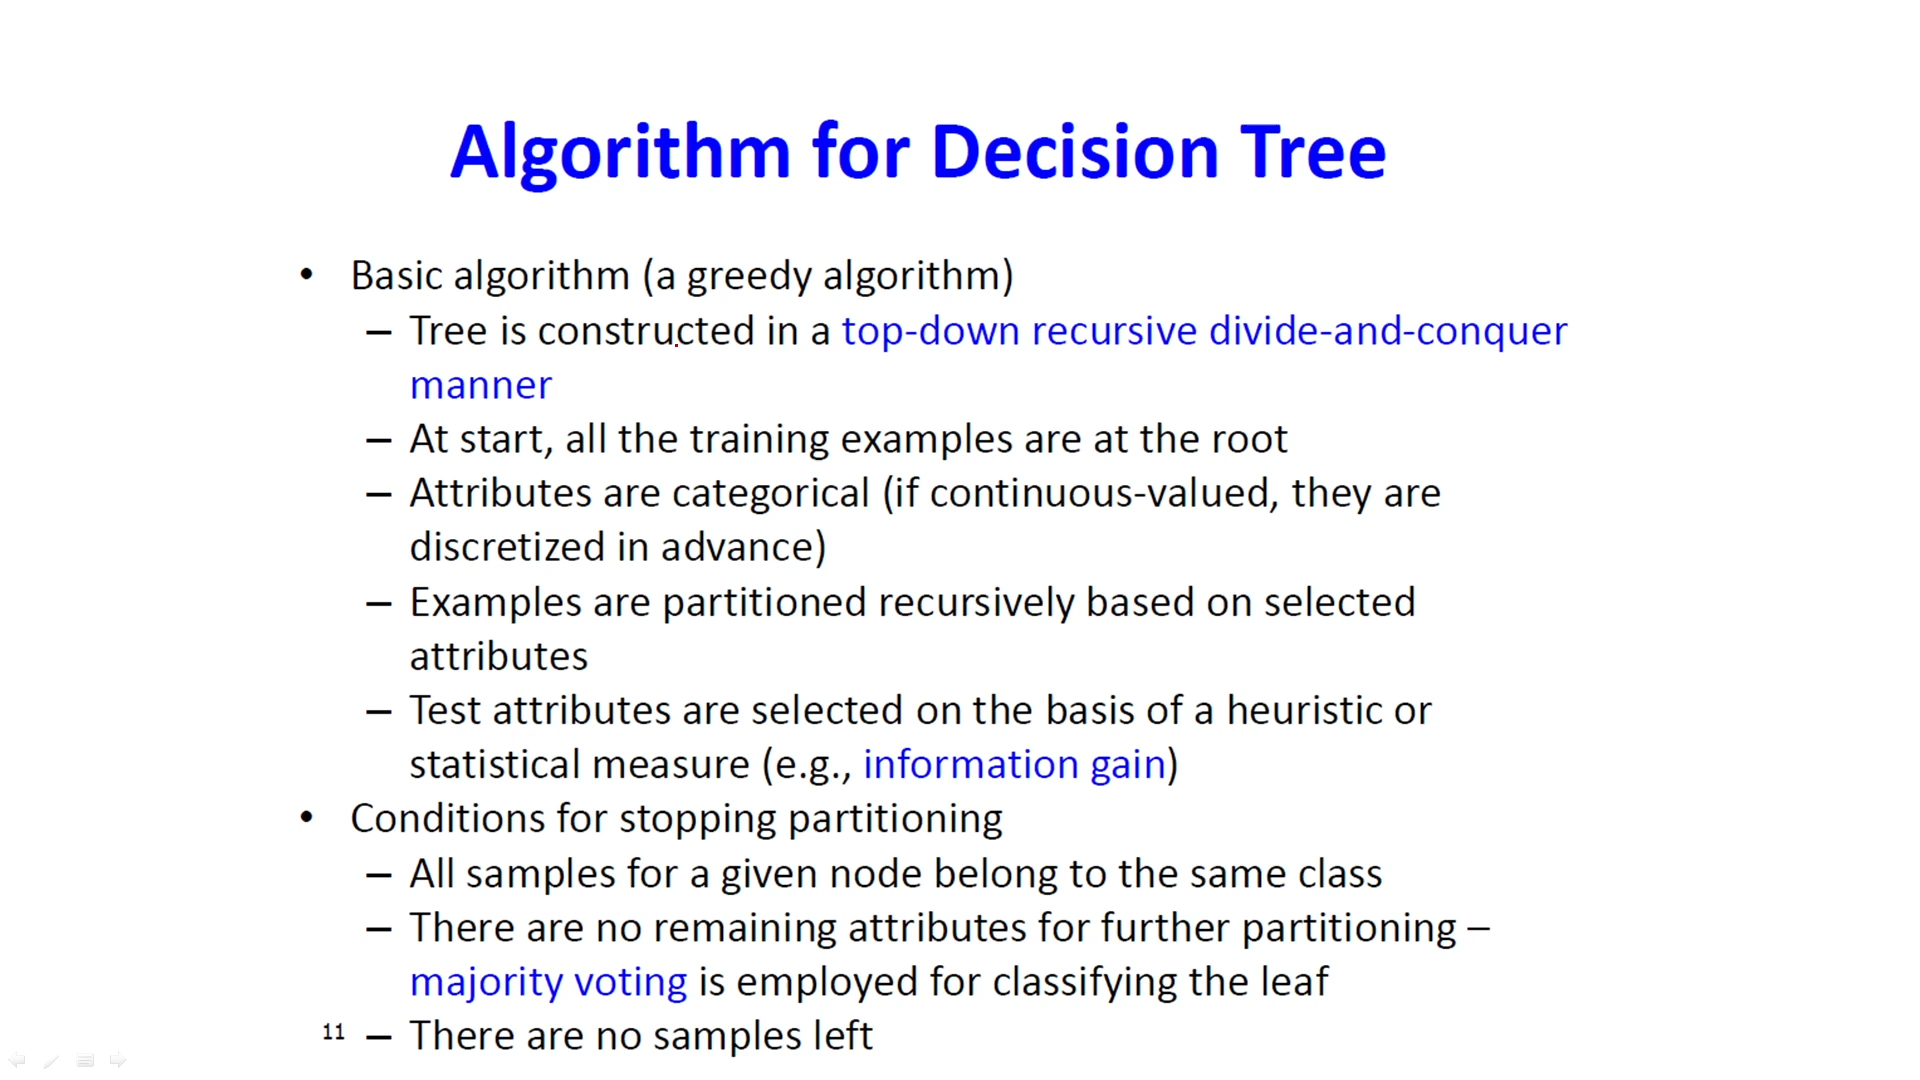 Algorithm for Decision Tree
• Basic algorithm (a greedy algorithm)
– Tree is constructed in a top-down recursive divide-and-conquer
manner
– At start, all the training examples are at the root
– Attributes are categorical (if continuous-valued, they are
discretized in advance)
– Examples are partitioned recursively based on selected
attributes
– Test attributes are selected on the basis of a heuristic or
statistical measure (e.g., information gain)
• Conditions for stopping partitioning
– All samples for a given node belong to the same class
– There are no remaining attributes for further partitioning –
majority voting is employed for classifying the leaf
– There are no samples left
11